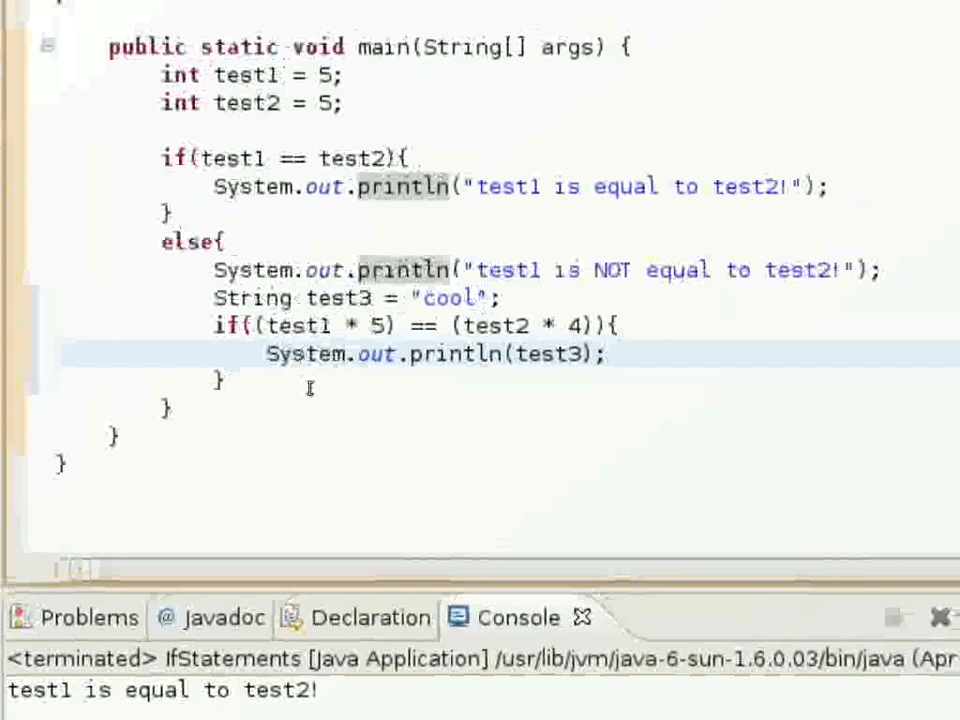 public static void main(String[] args) {
int test1 = 5;
int test2 = 5;
if(test1 == test2){
System.out.println("test1 is equal to test2!");
}
else{
System.out.println("test1 is NOT equal to test2!");
String test3 = "cool";
if((test1 * 5) == (test2 * 4)){
System.out.println(test3);
}
}
}
}
Problems @ Javadoc Declaration Console
<terminated> IfStatements [Java Application] /usr/lib/jvm/java-6-sun-1.6.0.03/bin/java (Apr
test1 is equal to test2!